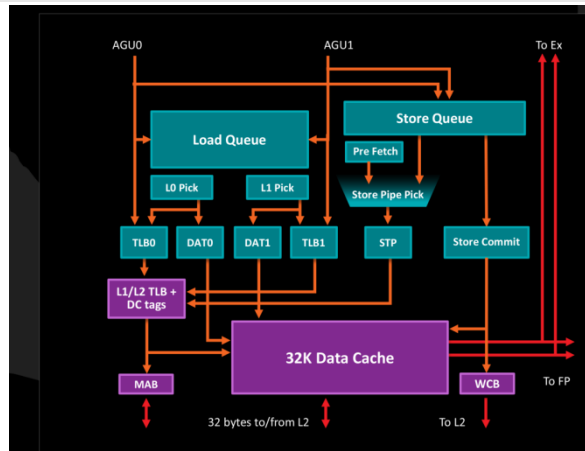 AGU0
AGU1
To Ex
Load Queue
Store Queue
Pre Fetch
L0 Pick
L1 Pick
Store Pipe Pick
TLB0
DAT0
DAT1
TLB1
STP
Store Commit
L1/L2 TLB +
DC tags
32K Data Cache
MAB
WCB
To FP
32 bytes to/from L2
To L2